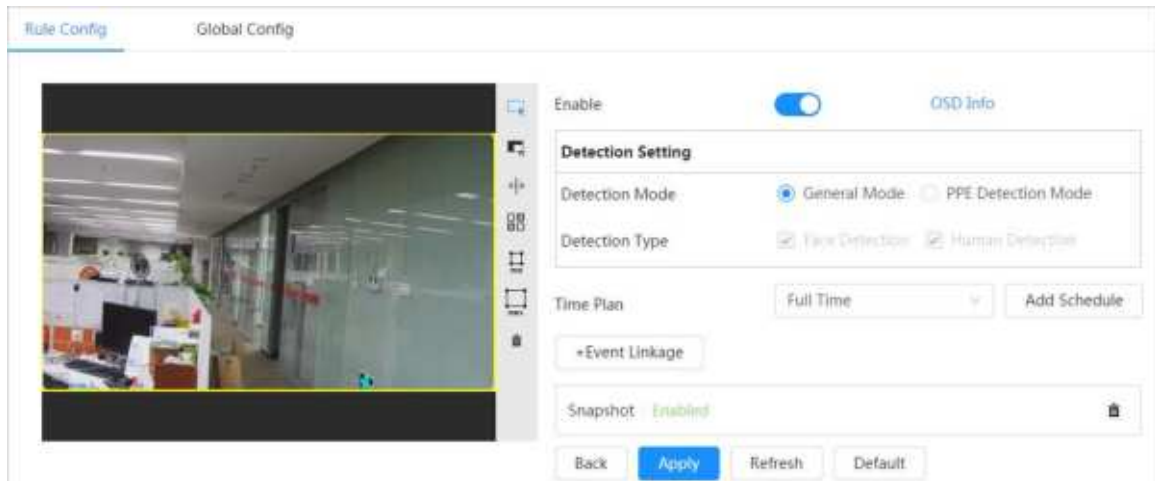 Rule Config Global Config
Enable OSD Info
Detection Setting
Detection Mode General Mode PPE Detection Mode
Detection Type Face Detection Human Detection
Time Plan Full Time Add Schedule
+Event Linkage
Snapshot Enabled
Back Apply Refresh Default